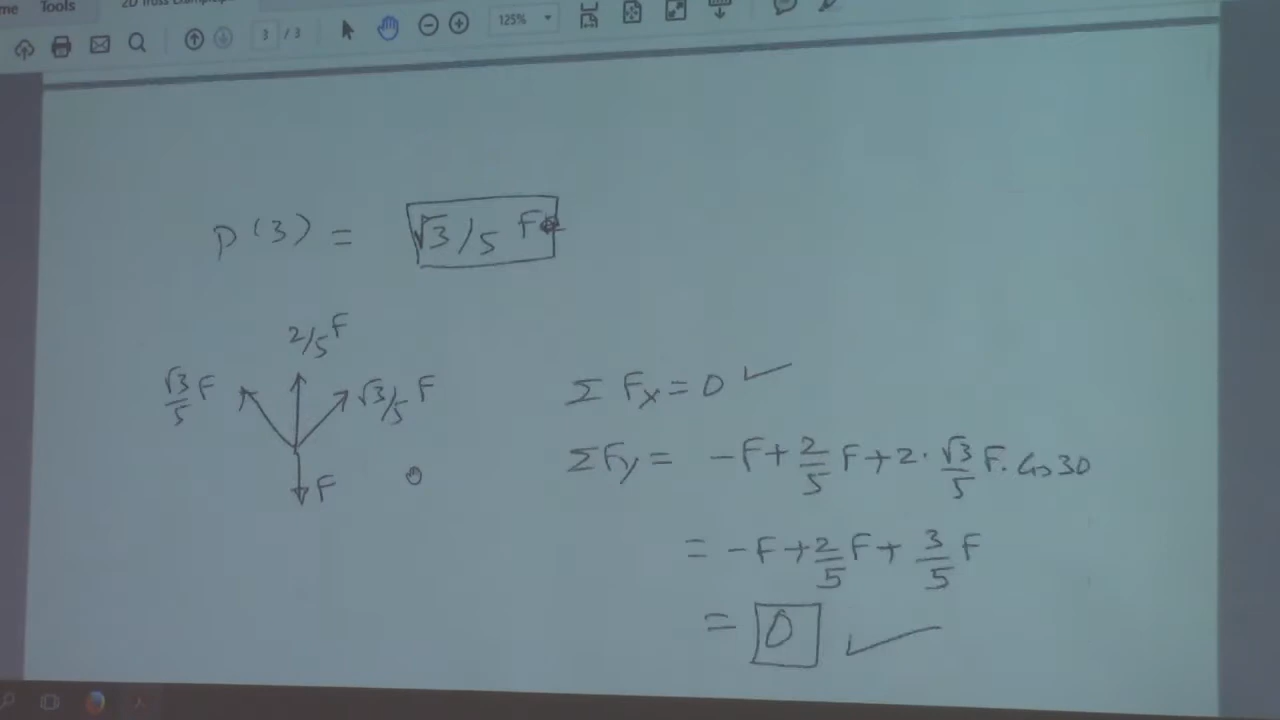 Tools
3 / 3
125%
P(3) = √3/5 F
2/5 F
√3/5 F
√3/5 F
F
Σ Fx = 0 ✓
ΣFy = -F + 2/5 F + 2 · √3/5 F · Cos 30
= -F + 2/5 F + 3/5 F
= 0 ✓